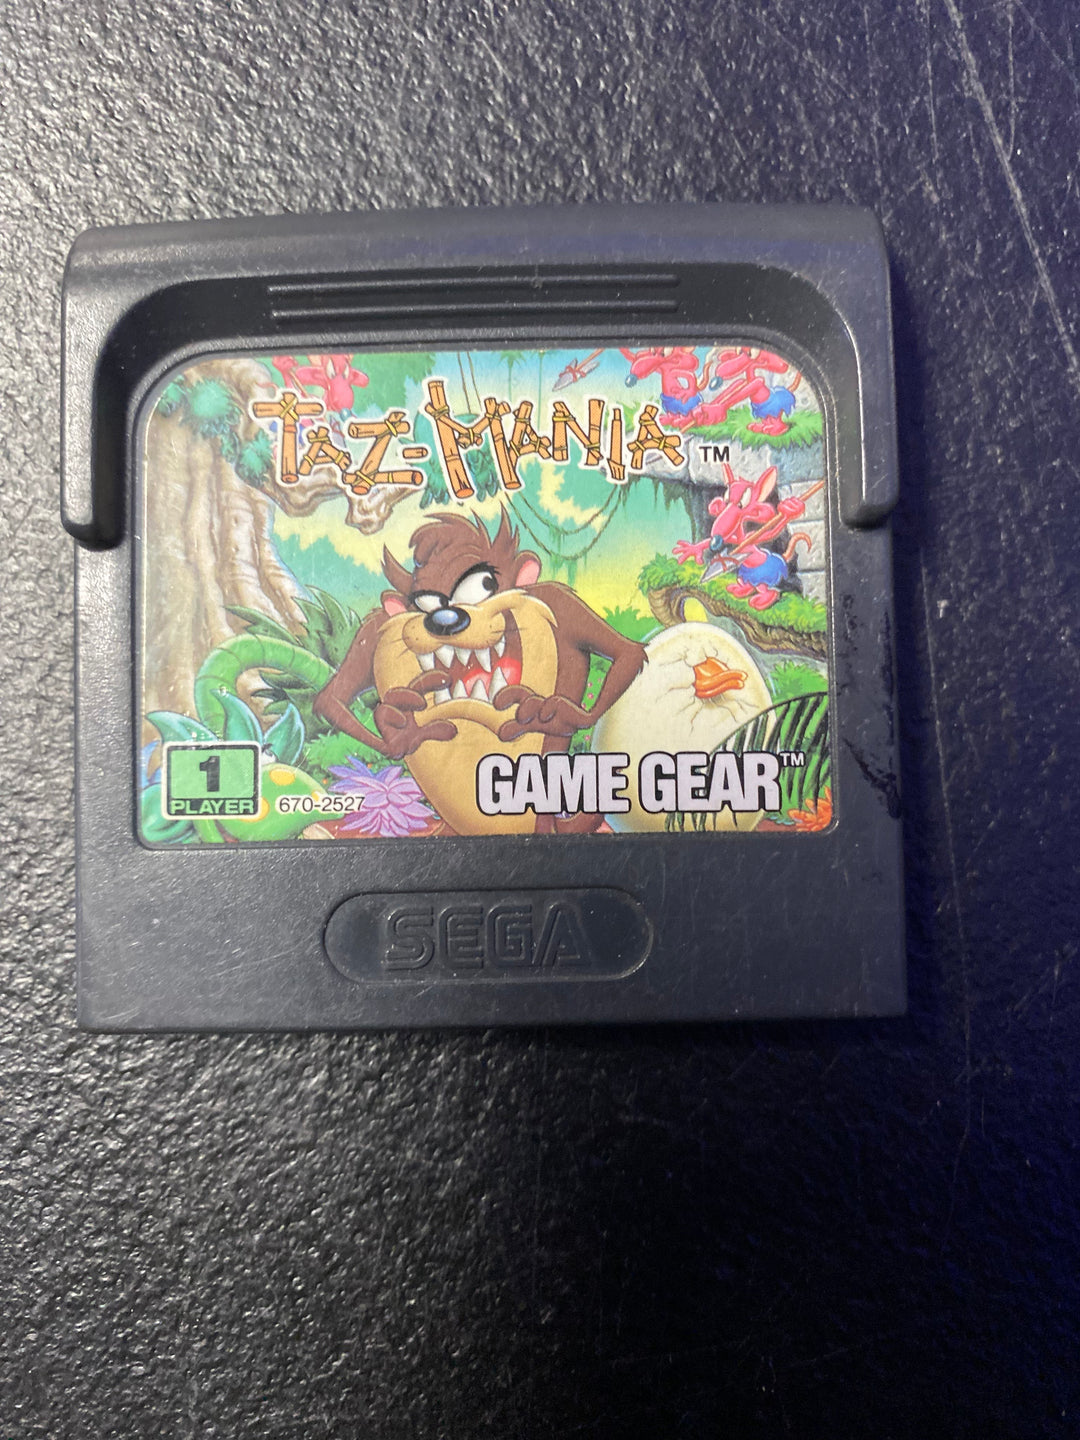 TAZ-MANIA™
1
PLAYER
670-2527
GAME GEAR™
SEGA